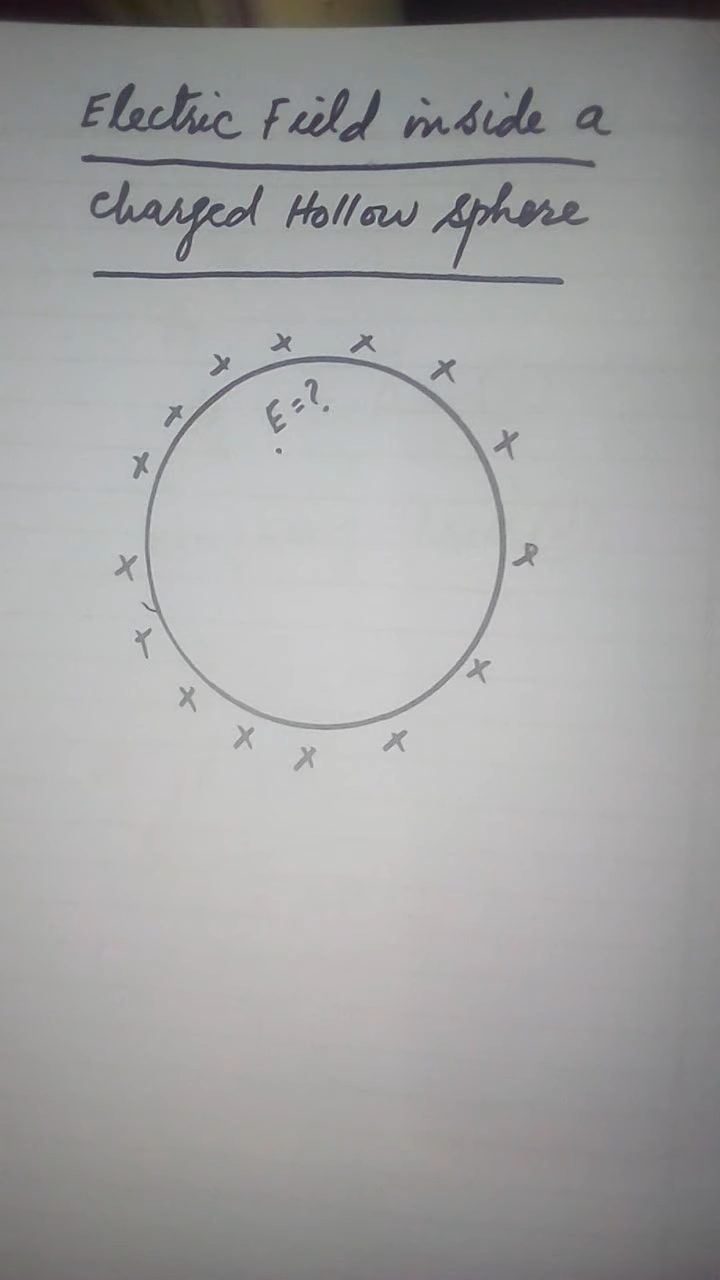 Electric Field inside a
charged Hollow sphere
x x x x x x x x x x x x x x x x
E=?